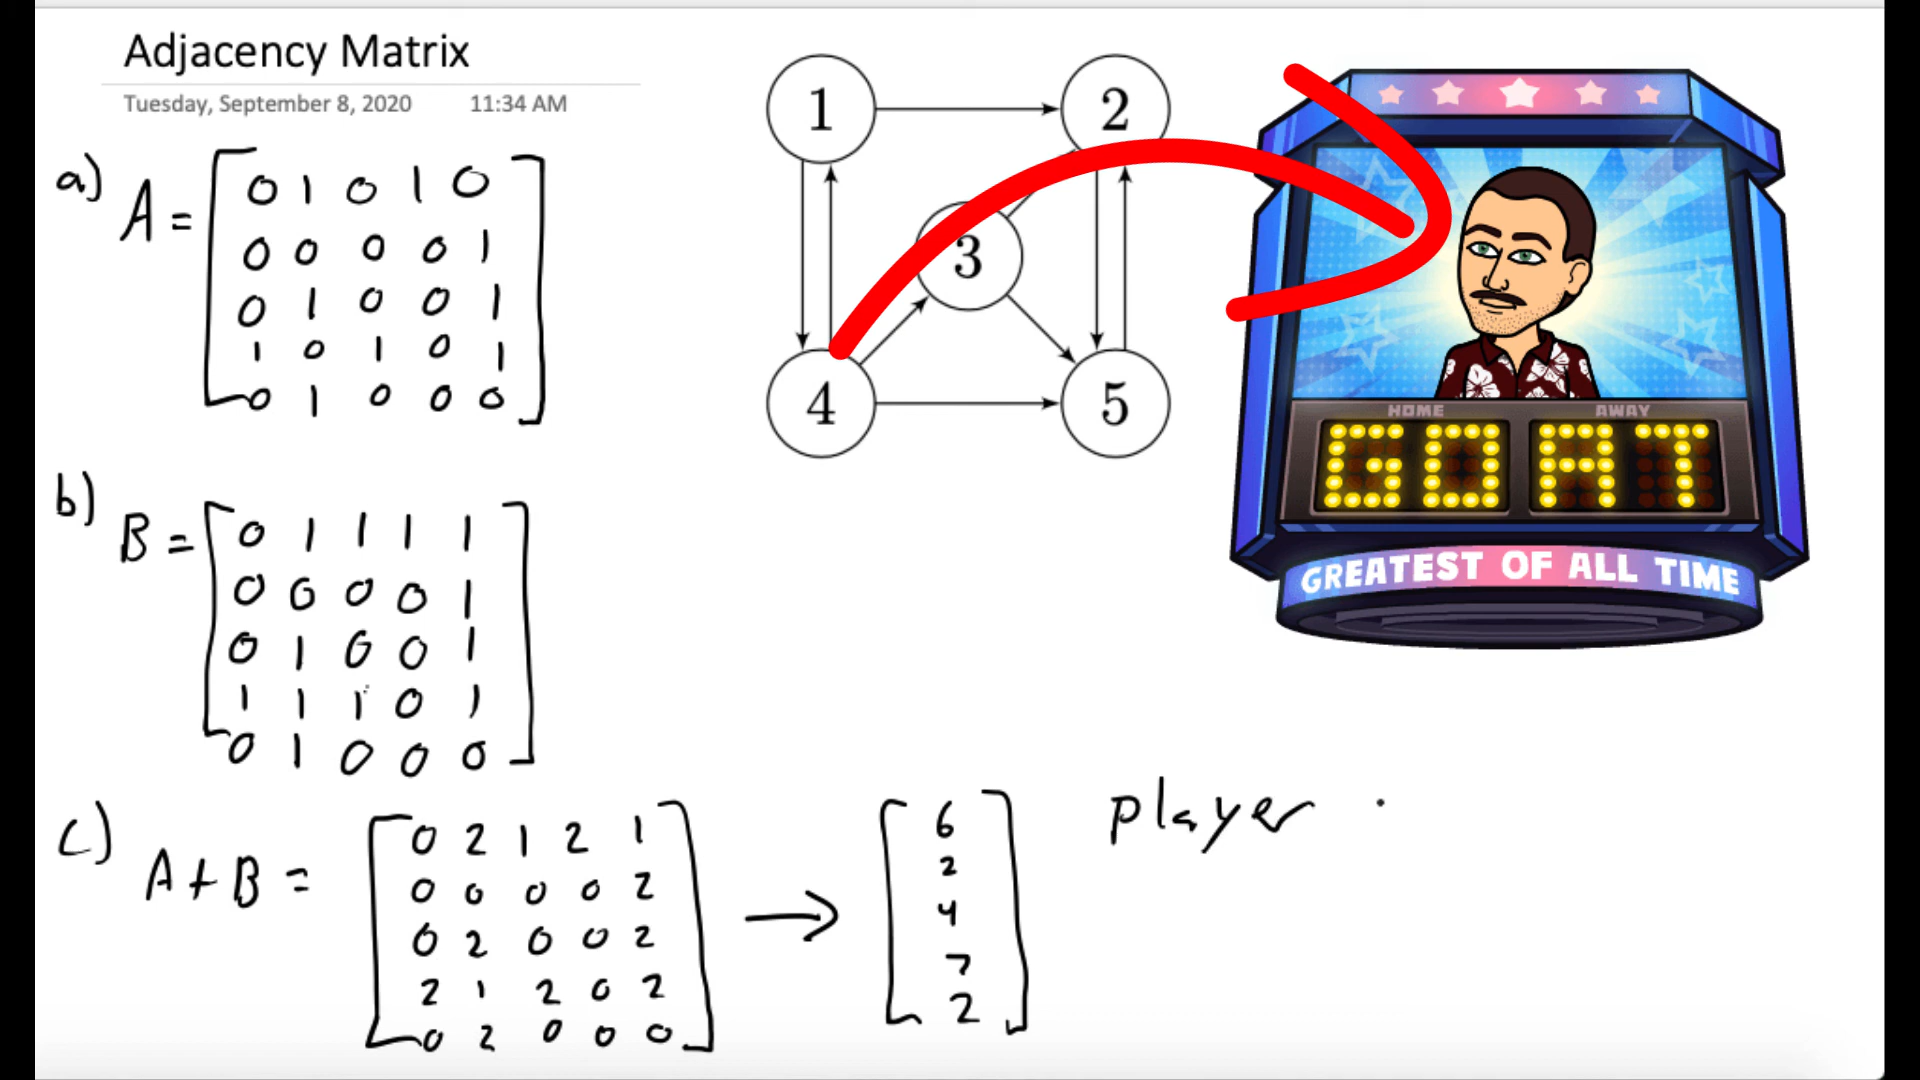 Adjacency Matrix
Tuesday, September 8, 2020 11:34 AM
a) A = 0 1 0 1 0
0 0 0 0 1
0 1 0 0 1
1 0 1 0 1
0 1 0 0 0
b) B = 0 1 1 1 1
0 0 0 0 1
0 1 0 0 1
1 1 1 0 1
0 1 0 0 0
c) A+B = 0 2 1 2 1
0 0 0 0 2
0 2 0 0 2
2 1 2 0 2
0 2 0 0 0
→
6
2
4
7
2
player .
1 2
3
4 5
HOME AWAY
GOAT
GREATEST OF ALL TIME